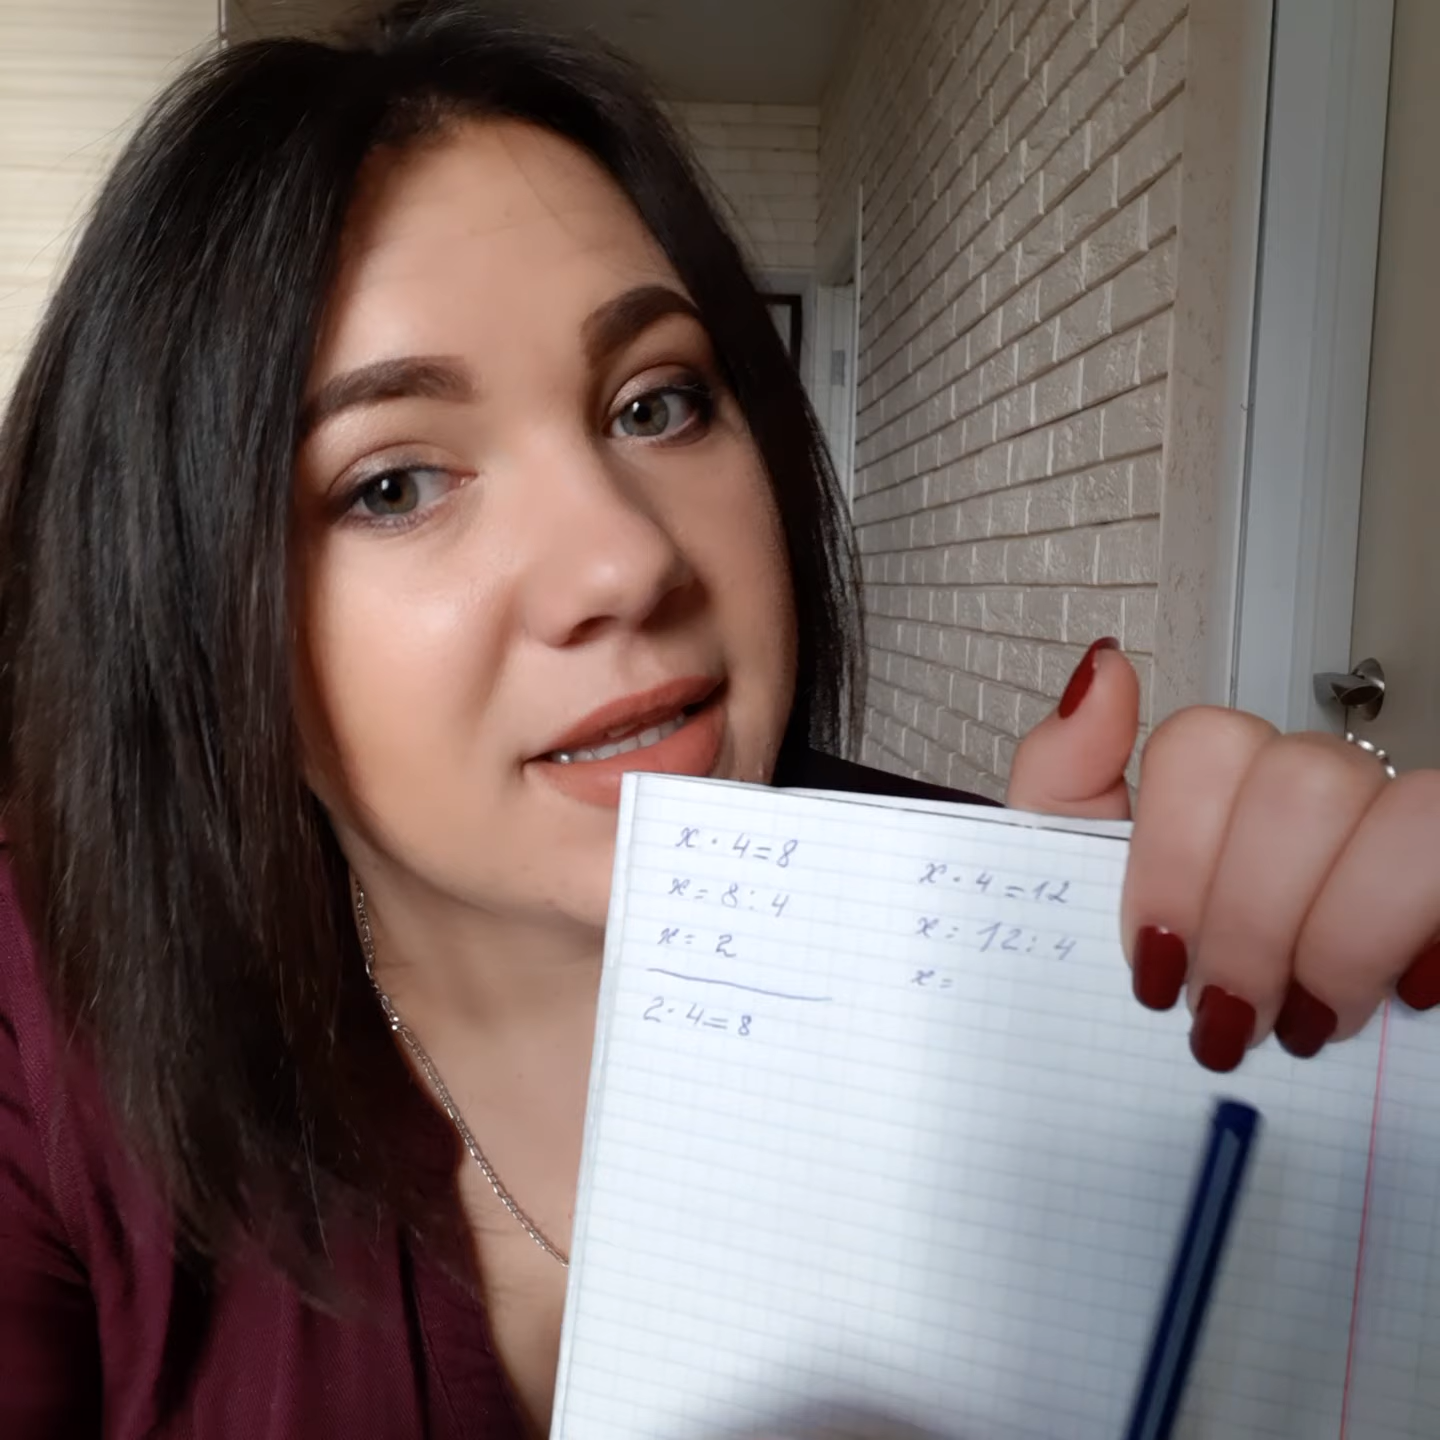 x · 4 = 8
x = 8 : 4
x = 2
2 · 4 = 8
x · 4 = 12
x = 12 : 4
x =